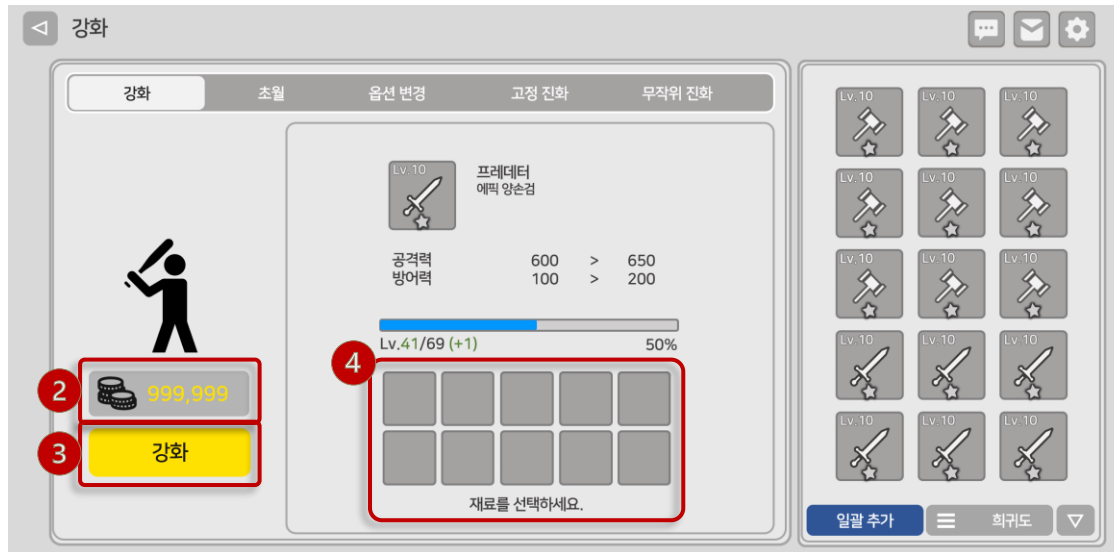 강화
강화 초월 옵션 변경 고정 진화 무작위 진화
Lv.10
프레데터
에픽 양손검
공격력 600 > 650
방어력 100 > 200
Lv.41/69 (+1) 50%
4
2
999,999
3
강화
재료를 선택하세요.
Lv.10 Lv.10 Lv.10
Lv.10 Lv.10 Lv.10
Lv.10 Lv.10 Lv.10
Lv.10 Lv.10 Lv.10
Lv.10 Lv.10 Lv.10
일괄 추가 희귀도